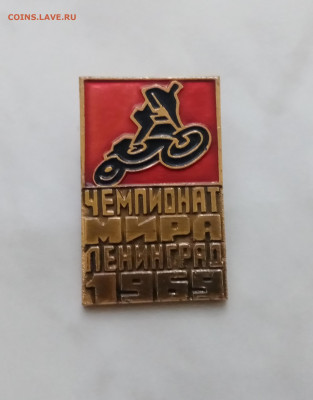 COINS.LAVE.RU
ЧЕМПИОНАТ
МИРА
ЛЕНИНГРАД
1969